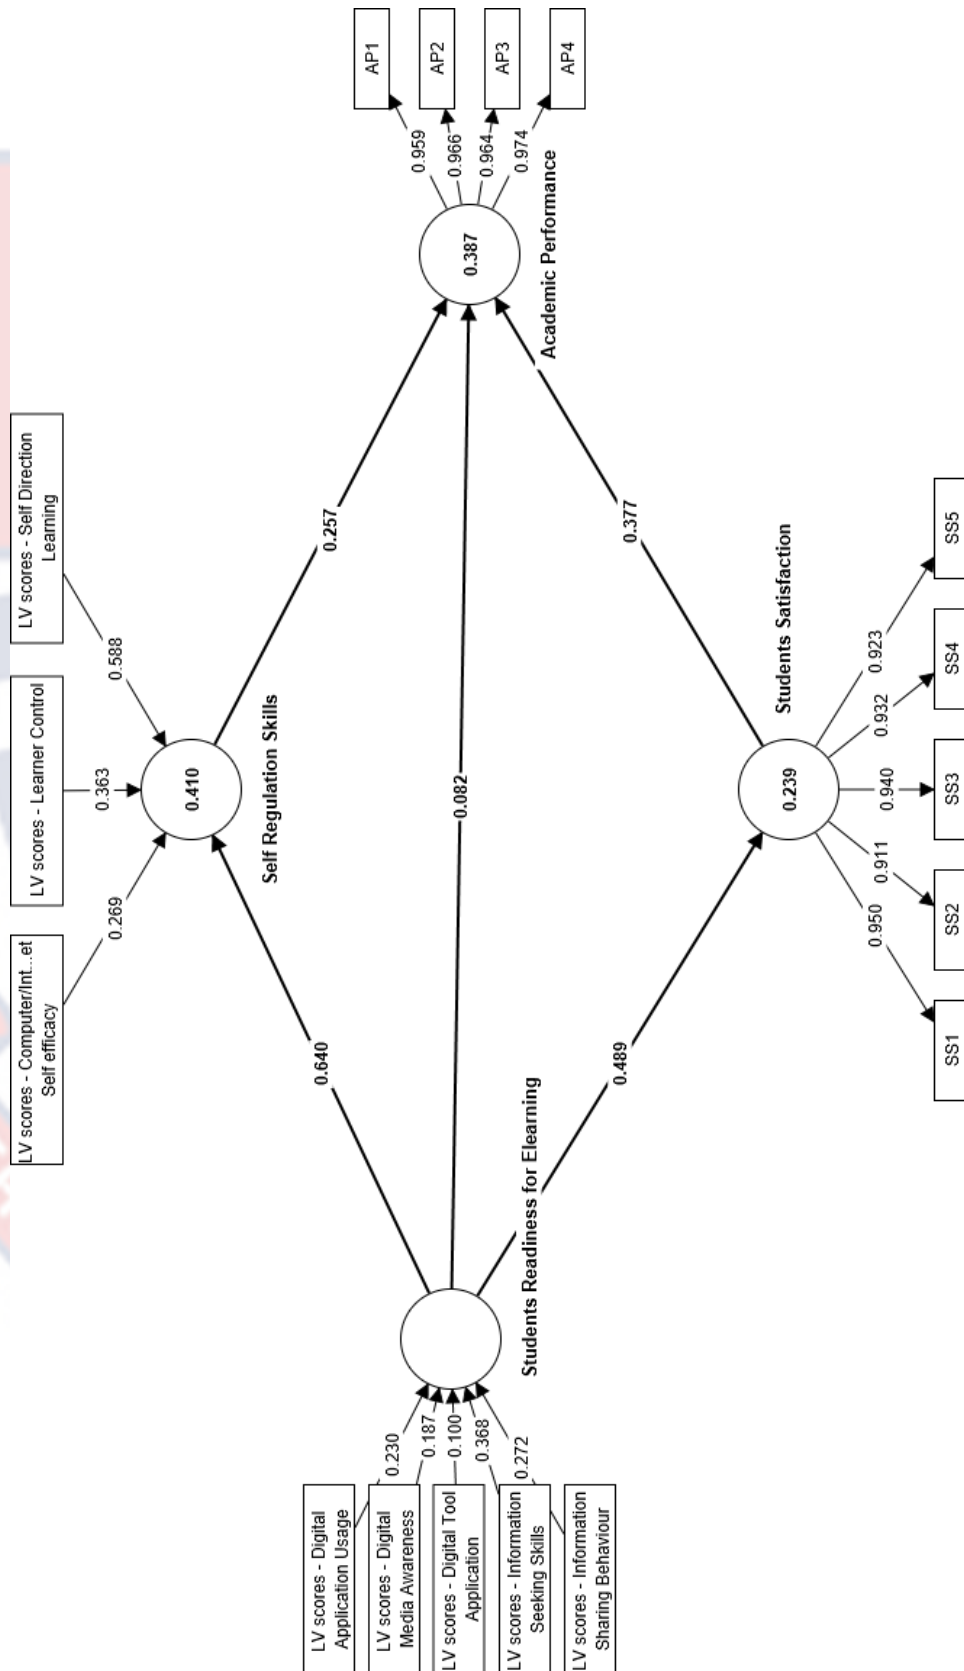 LV scores - Computer/Int...et
Self efficacy
LV scores - Learner Control
LV scores - Self Direction
Learning
0.269
0.363
0.588
0.410
Self Regulation Skills
0.640
0.257
LV scores - Digital
Application Usage
LV scores - Digital
Media Awareness
LV scores - Digital Tool
Application
LV scores - Information
Seeking Skills
LV scores - Information
Sharing Behaviour
0.230
0.187
0.100
0.368
0.272
Students Readiness for Elearning
0.082
0.387
Academic Performance
0.959
0.966
0.964
0.974
AP1
AP2
AP3
AP4
0.489
0.377
Students Satisfaction
0.239
0.950
0.911
0.940
0.932
0.923
SS1
SS2
SS3
SS4
SS5